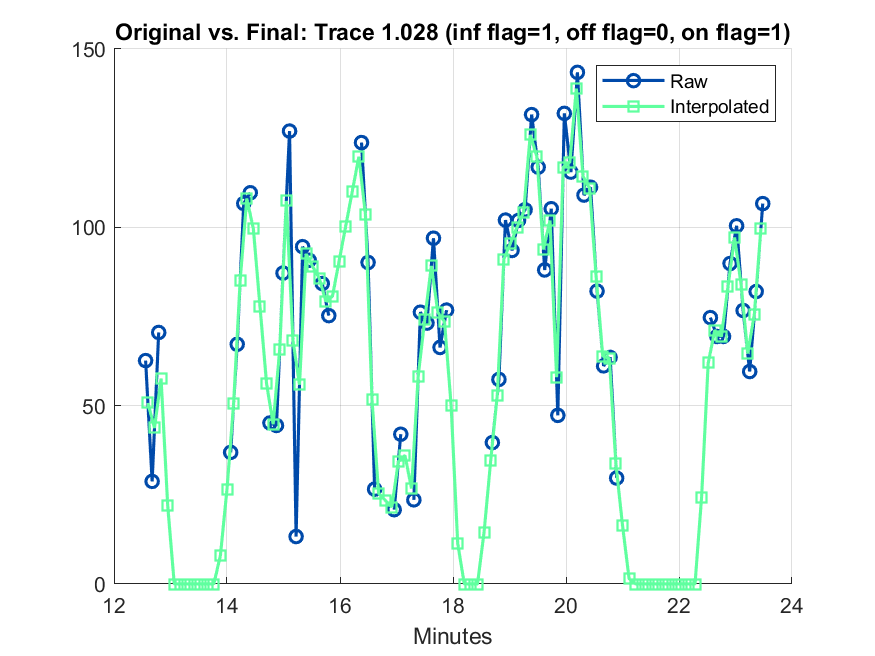 Original vs. Final: Trace 1.028 (inf flag=1, off flag=0, on flag=1)
150
100
50
0
Raw
Interpolated
12 14 16 18 20 22 24
Minutes